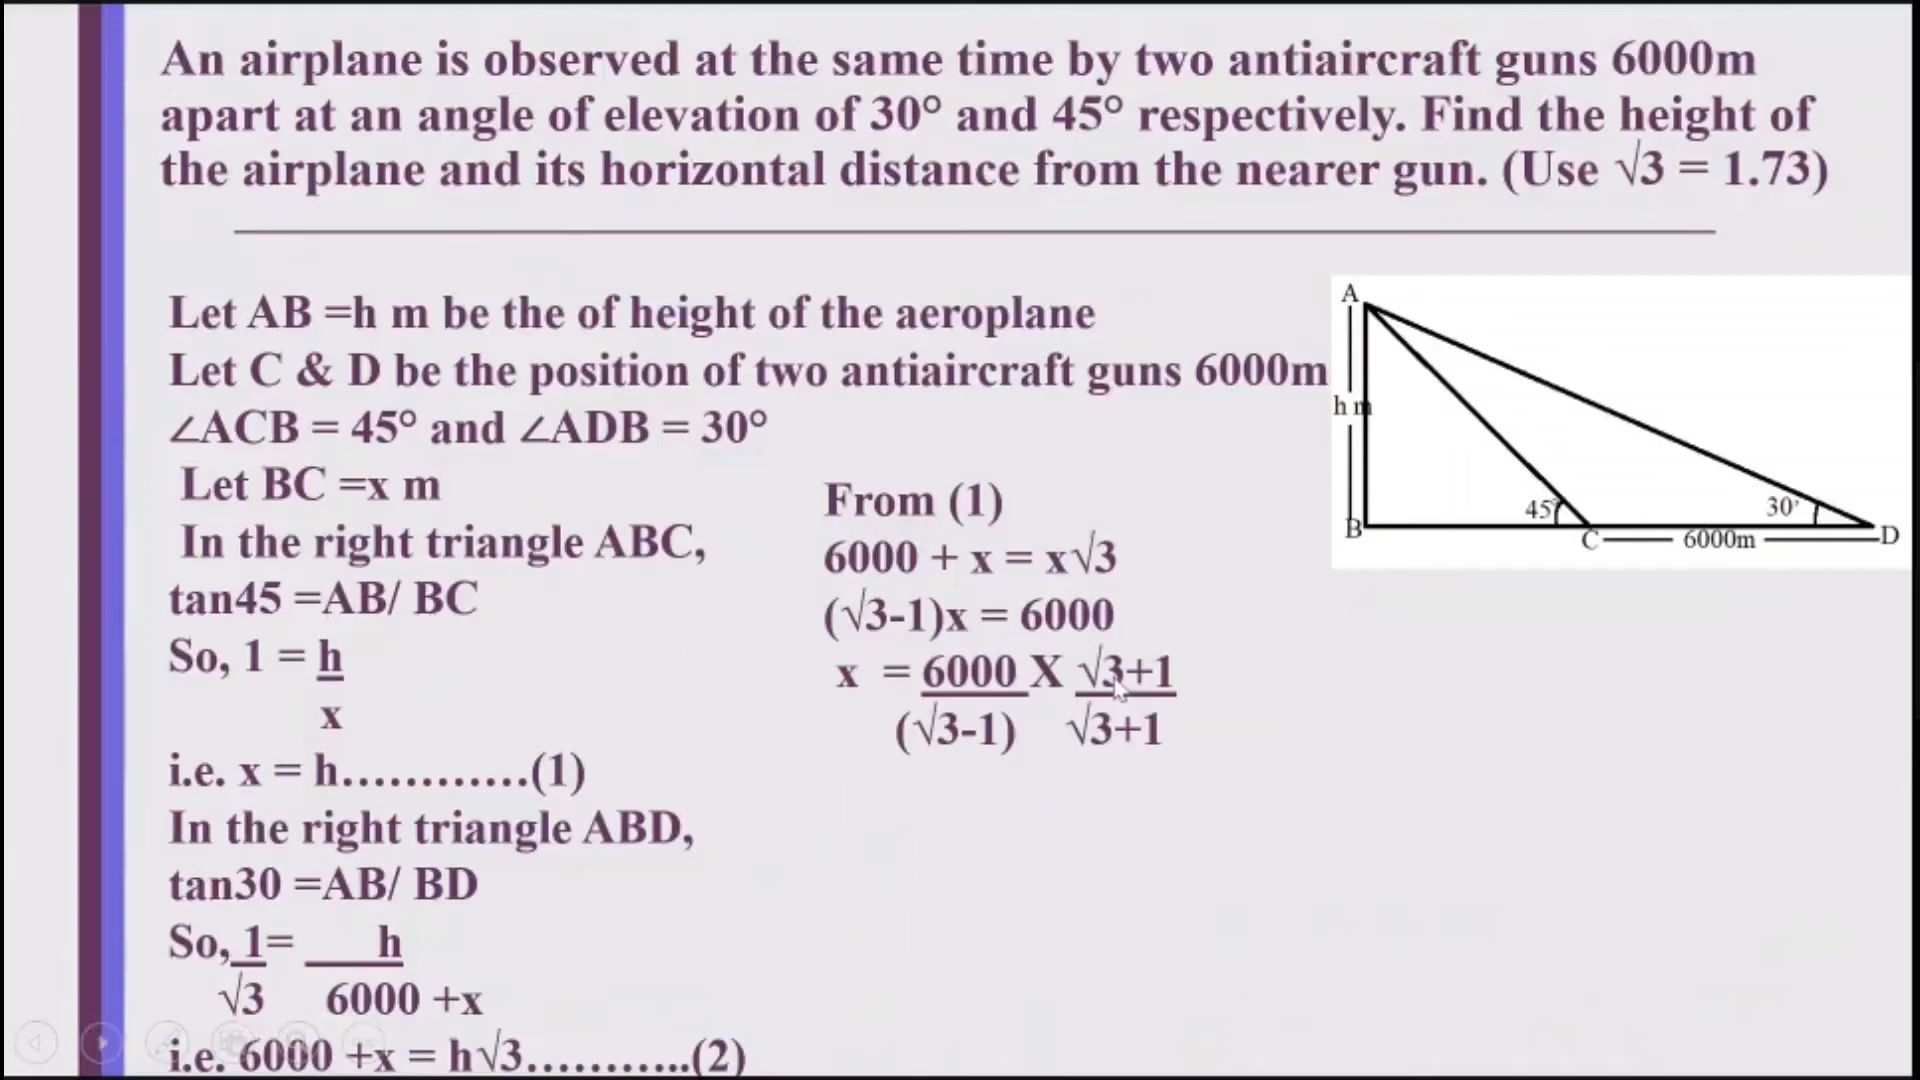 An airplane is observed at the same time by two antiaircraft guns 6000m
apart at an angle of elevation of 30° and 45° respectively. Find the height of
the airplane and its horizontal distance from the nearer gun. (Use √3 = 1.73)
Let AB =h m be the of height of the aeroplane
Let C & D be the position of two antiaircraft guns 6000m
∠ACB = 45° and ∠ADB = 30°
Let BC =x m
In the right triangle ABC,
tan45 =AB/ BC
So, 1 = h
x
i.e. x = h…………(1)
In the right triangle ABD,
tan30 =AB/ BD
So, 1= h
√3 6000 +x
i.e. 6000 +x = h√3………..(2)
From (1)
6000 + x = x√3
(√3-1)x = 6000
x = 6000 X √3+1
(√3-1) √3+1
A
h m
45°
30'
B
C
6000m
D